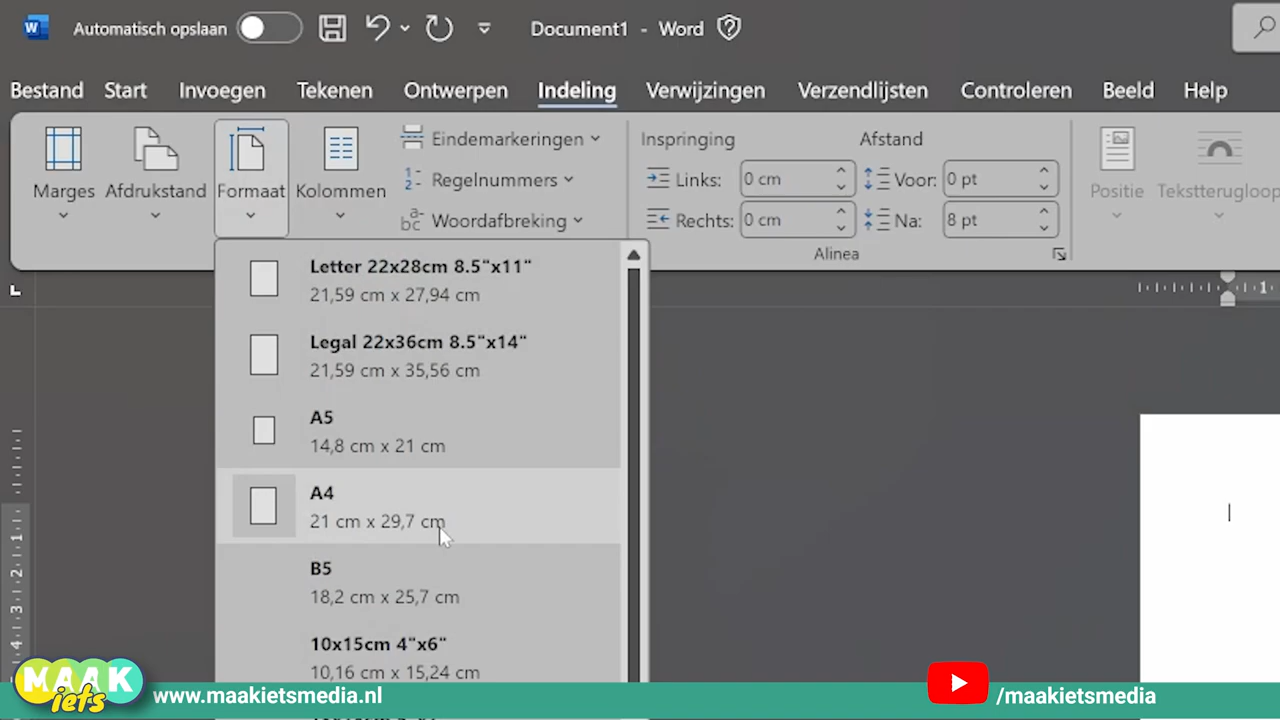 Automatisch opslaan
Document1 - Word
Bestand Start Invoegen Tekenen Ontwerpen Indeling Verwijzingen Verzendlijsten Controleren Beeld Help
Marges
Afdrukstand
Formaat
Kolommen
Eindemarkeringen
Regelnummers
Woordafbreking
Inspringing
Links: 0 cm
Rechts: 0 cm
Afstand
Voor: 0 pt
Na: 8 pt
Alinea
Positie
Tekstterugloop
Letter 22x28cm 8.5"x11"
21,59 cm x 27,94 cm
Legal 22x36cm 8.5"x14"
21,59 cm x 35,56 cm
A5
14,8 cm x 21 cm
A4
21 cm x 29,7 cm
B5
18,2 cm x 25,7 cm
10x15cm 4"x6"
10,16 cm x 15,24 cm
1
1
2
3
4
MAAK
iets
www.maakietsmedia.nl
/maakietsmedia